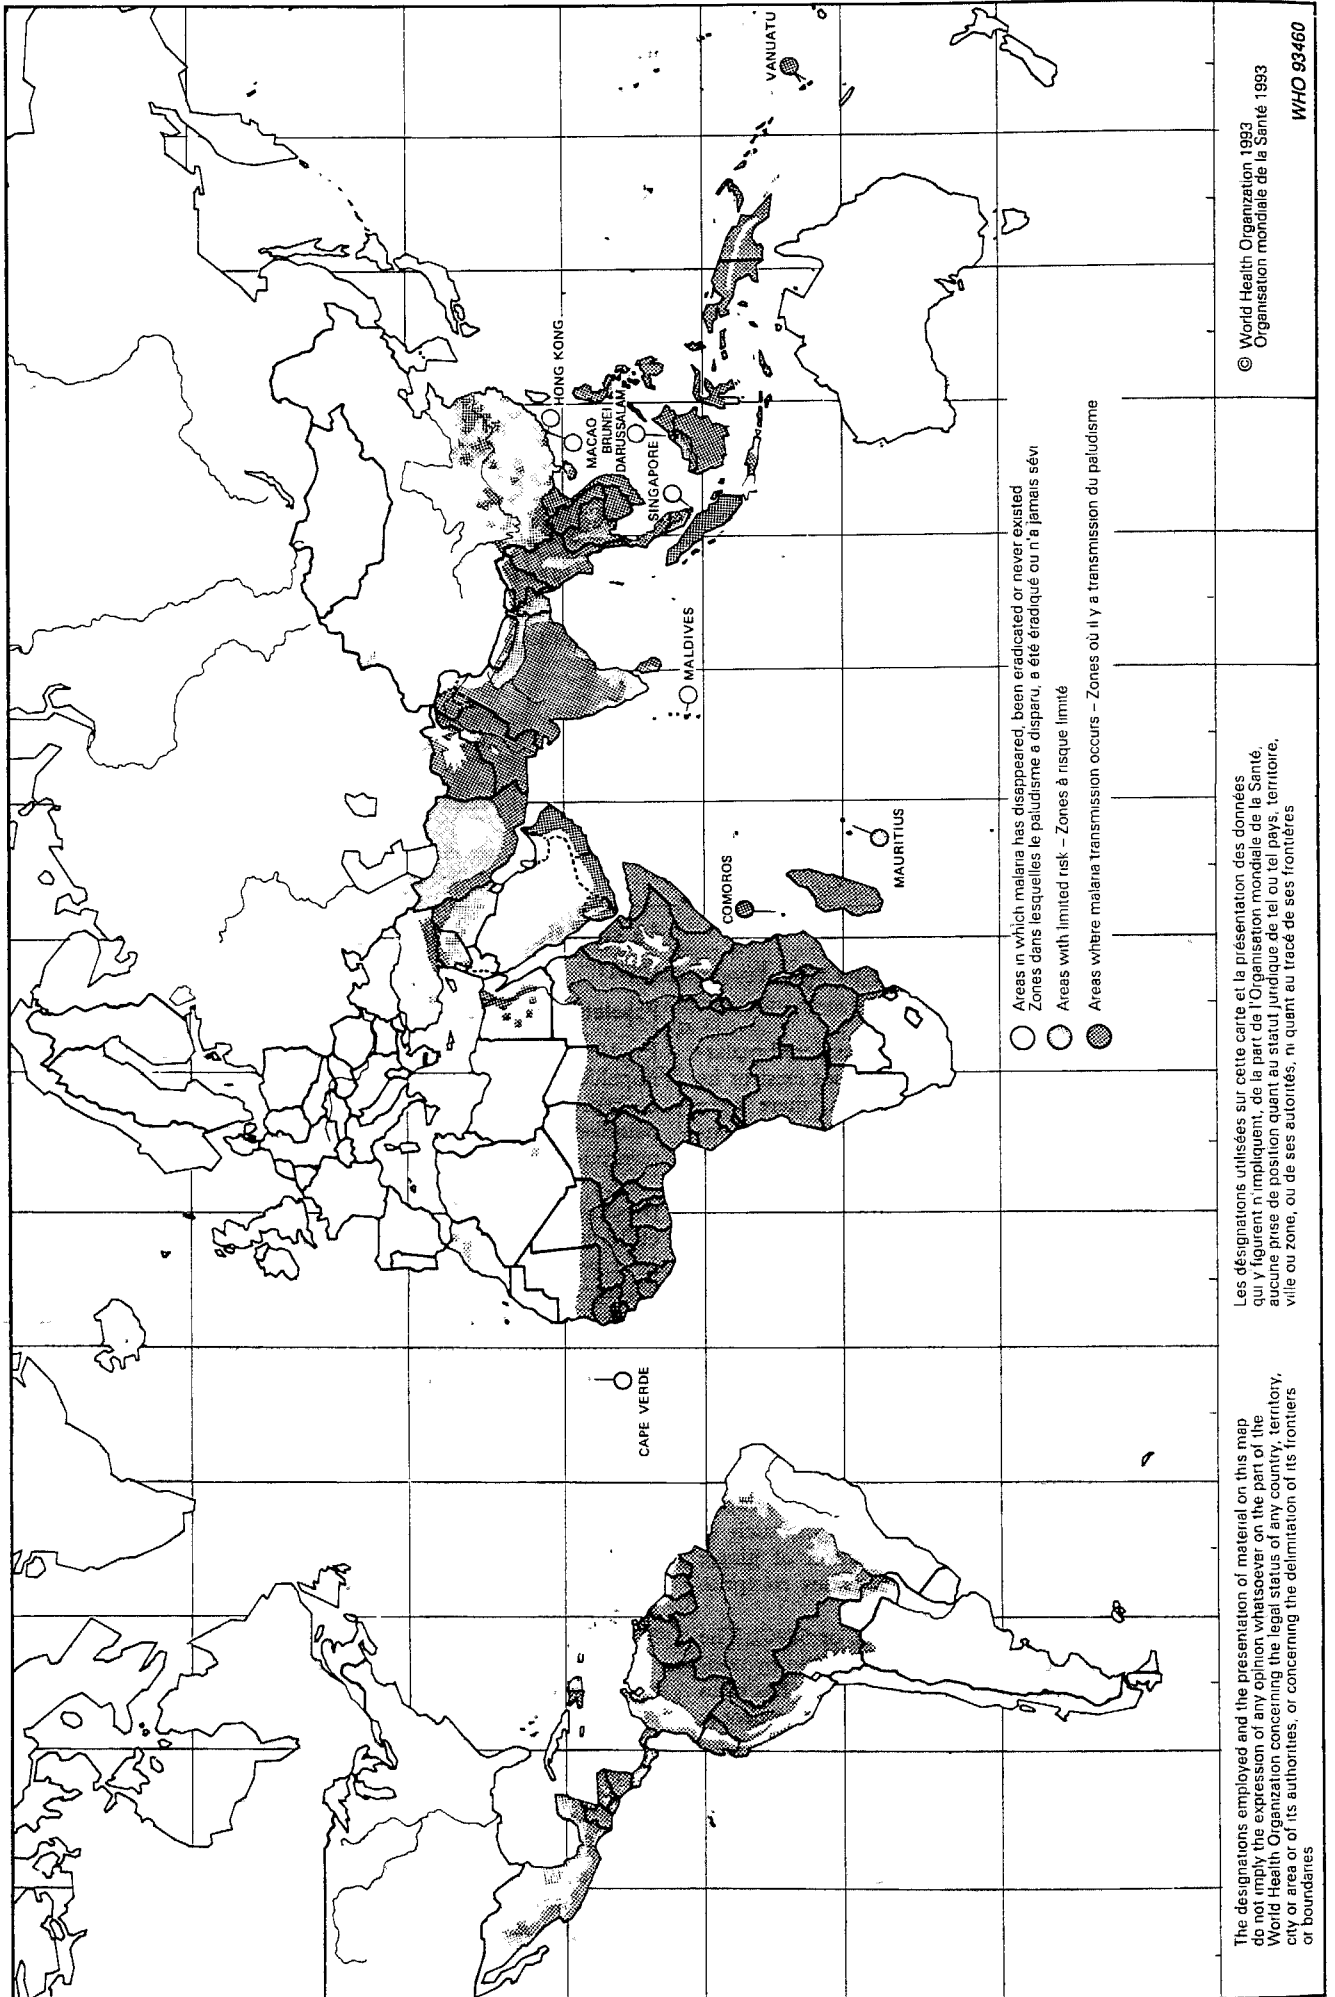 CAPE VERDE
COMOROS
MAURITIUS
MALDIVES
SINGAPORE
MACAO
BRUNEI
DARUSSALAM
HONG KONG
VANUATU
Areas in which malaria has disappeared, been eradicated or never existed
Zones dans lesquelles le paludisme a disparu, a été éradiqué ou n'a jamais sévi
Areas with limited risk – Zones à risque limité
Areas where malaria transmission occurs – Zones où il y a transmission du paludisme
The designations employed and the presentation of material on this map
do not imply the expression of any opinion whatsoever on the part of the
World Health Organization concerning the legal status of any country, territory,
city or area or of its authorities, or concerning the delimitation of its frontiers
or boundaries
Les désignations utilisées sur cette carte et la présentation des données
qui y figurent n'impliquent, de la part de l'Organisation mondiale de la Santé,
aucune prise de position quant au statut juridique de tel ou tel pays, territoire,
ville ou zone, ou de ses autorités, ni quant au tracé de ses frontières
© World Health Organization 1993
Organisation mondiale de la Santé 1993
WHO 93460